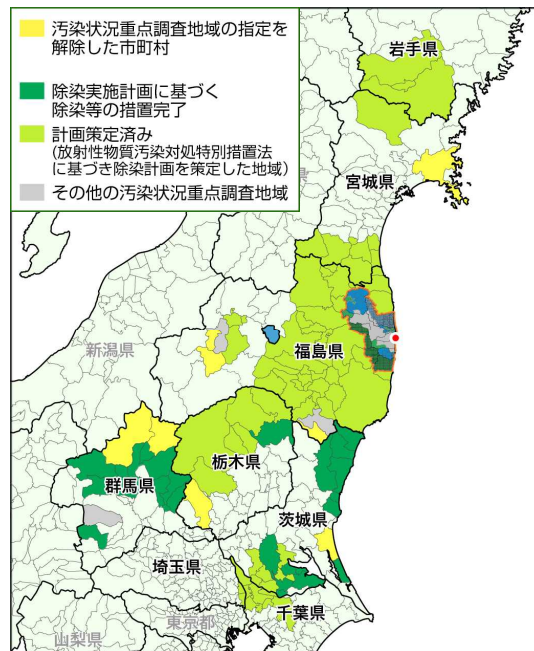 汚染状況重点調査地域の指定を
解除した市町村
除染実施計画に基づく
除染等の措置完了
計画策定済み
(放射性物質汚染対処特別措置法
に基づき除染計画を策定した地域)
その他の汚染状況重点調査地域
岩手県
宮城県
新潟県
福島県
栃木県
群馬県
茨城県
埼玉県
千葉県
東京都
山梨県